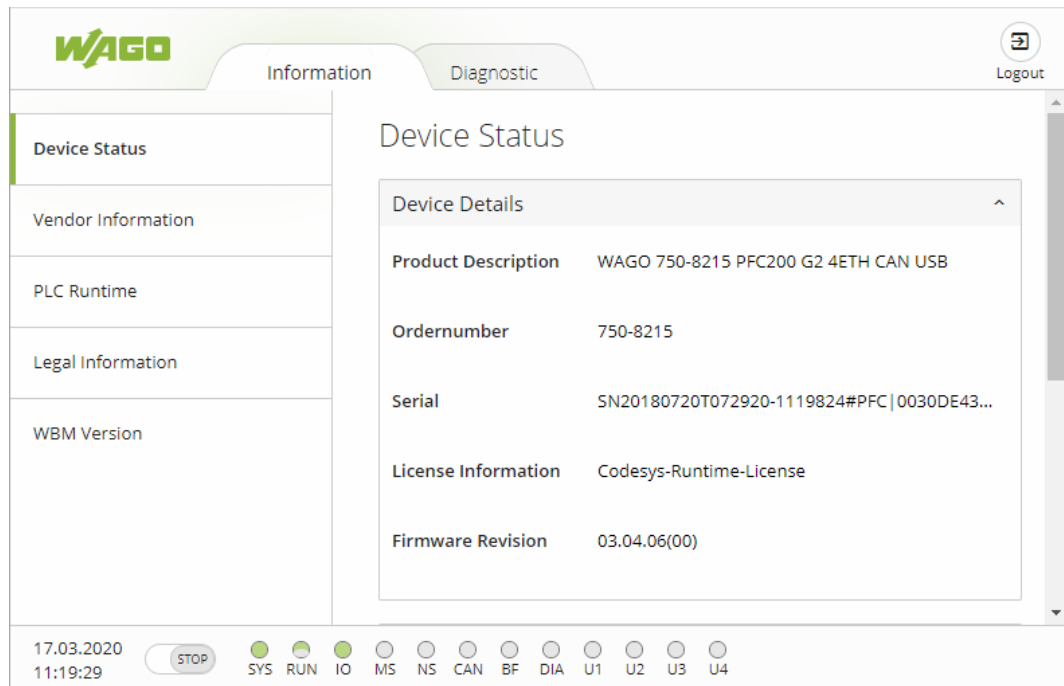 WAGO
Information
Diagnostic
Logout
Device Status
Vendor Information
PLC Runtime
Legal Information
WBM Version
Device Status
Device Details
Product Description WAGO 750-8215 PFC200 G2 4ETH CAN USB
Ordernumber 750-8215
Serial SN20180720T072920-1119824#PFC|0030DE43...
License Information Codesys-Runtime-License
Firmware Revision 03.04.06(00)
17.03.2020
11:19:29
STOP
SYS RUN IO MS NS CAN BF DIA U1 U2 U3 U4